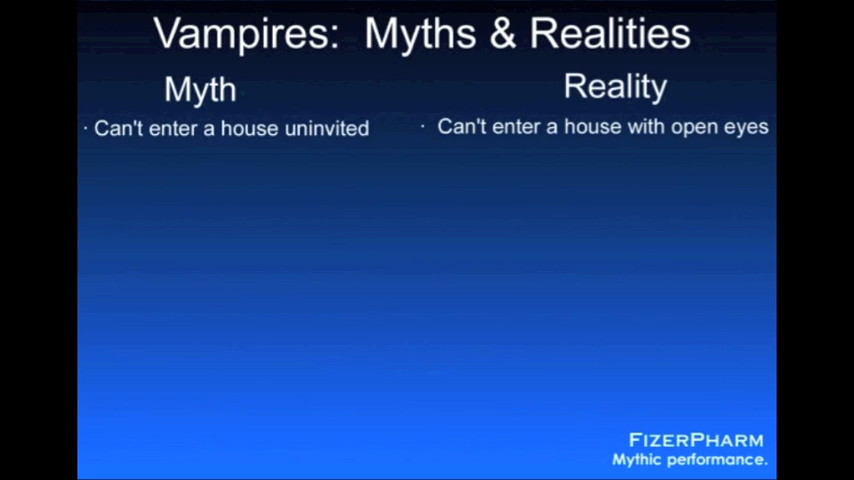 Vampires: Myths & Realities
Myth
Reality
· Can't enter a house uninvited
· Can't enter a house with open eyes
FIZERPHARM
Mythic performance.